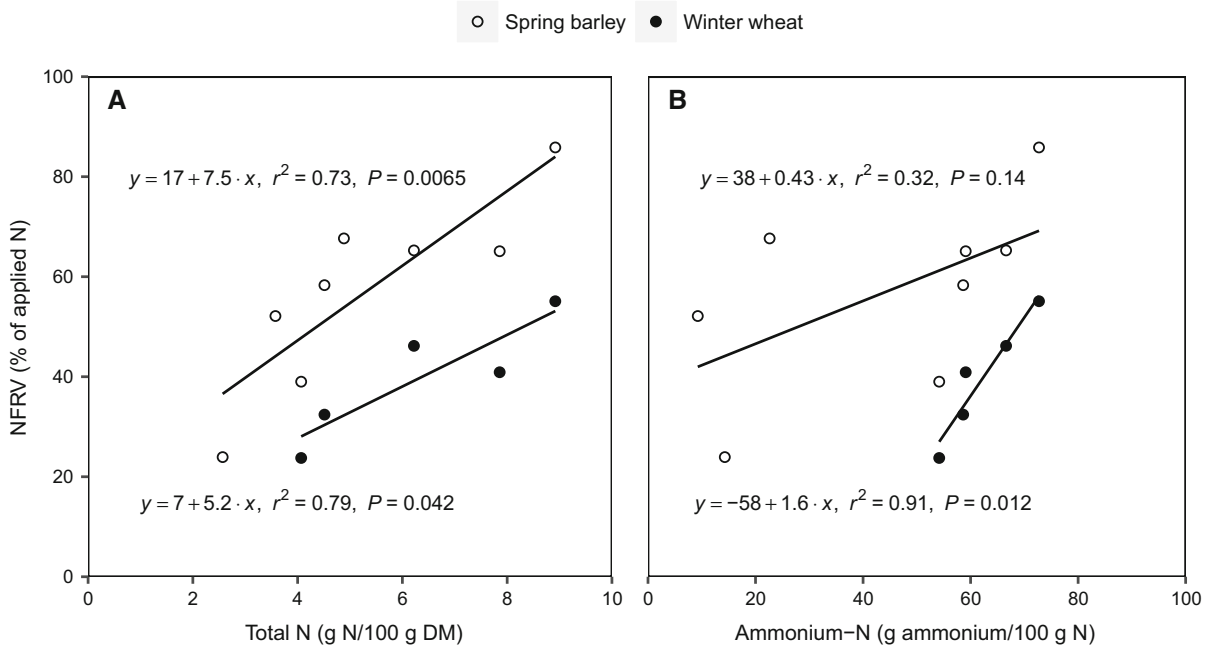 Spring barley Winter wheat
A
B
y = 17 + 7.5 · x, r² = 0.73, P = 0.0065
y = 7 + 5.2 · x, r² = 0.79, P = 0.042
y = 38 + 0.43 · x, r² = 0.32, P = 0.14
y = −58 + 1.6 · x, r² = 0.91, P = 0.012
NFRV (% of applied N)
100
80
60
40
20
0
0 2 4 6 8 10
0 20 40 60 80 100
Total N (g N/100 g DM)
Ammonium−N (g ammonium/100 g N)